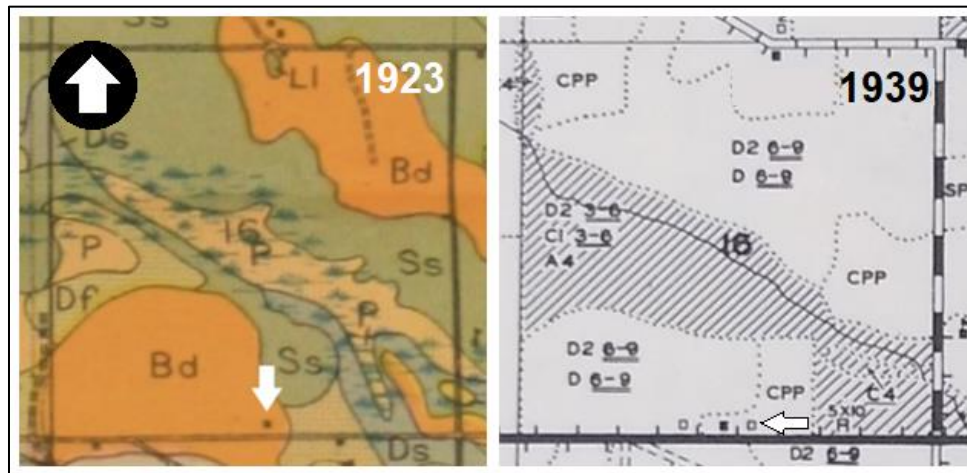 Ss
Ll
1923
Ds
Bd
16
P
P
Ss
P
Df
Bd
Ss
Ds
1939
CPP
D2 6-9
D 6-9
SP
D2 3-6
C1 3-6
A4
16
CPP
D2 6-9
D 6-9
CPP
C4
5X10
R
D2 6-9